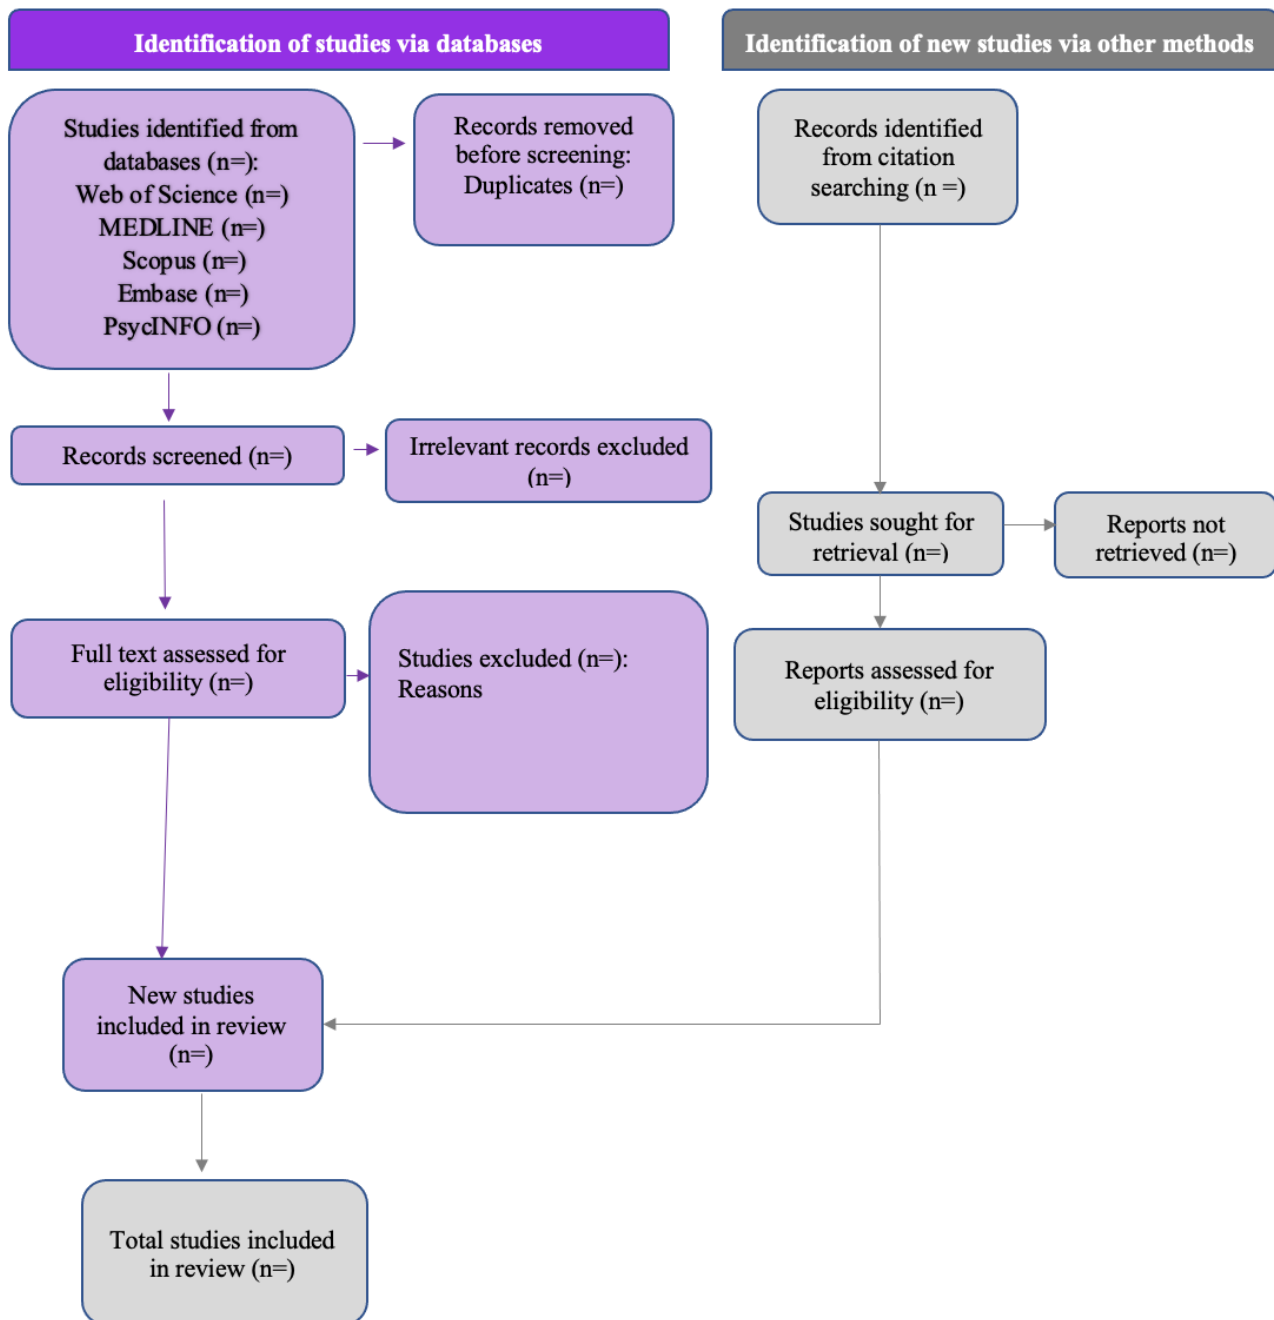 Identification of studies via databases
Identification of new studies via other methods
Studies identified from
databases (n=):
Web of Science (n=)
MEDLINE (n=)
Scopus (n=)
Embase (n=)
PsycINFO (n=)
Records removed
before screening:
Duplicates (n=)
Records identified
from citation
searching (n =)
Records screened (n=)
Irrelevant records excluded
(n=)
Studies sought for
retrieval (n=)
Reports not
retrieved (n=)
Full text assessed for
eligibility (n=)
Studies excluded (n=):
Reasons
Reports assessed for
eligibility (n=)
New studies
included in review
(n=)
Total studies included
in review (n=)